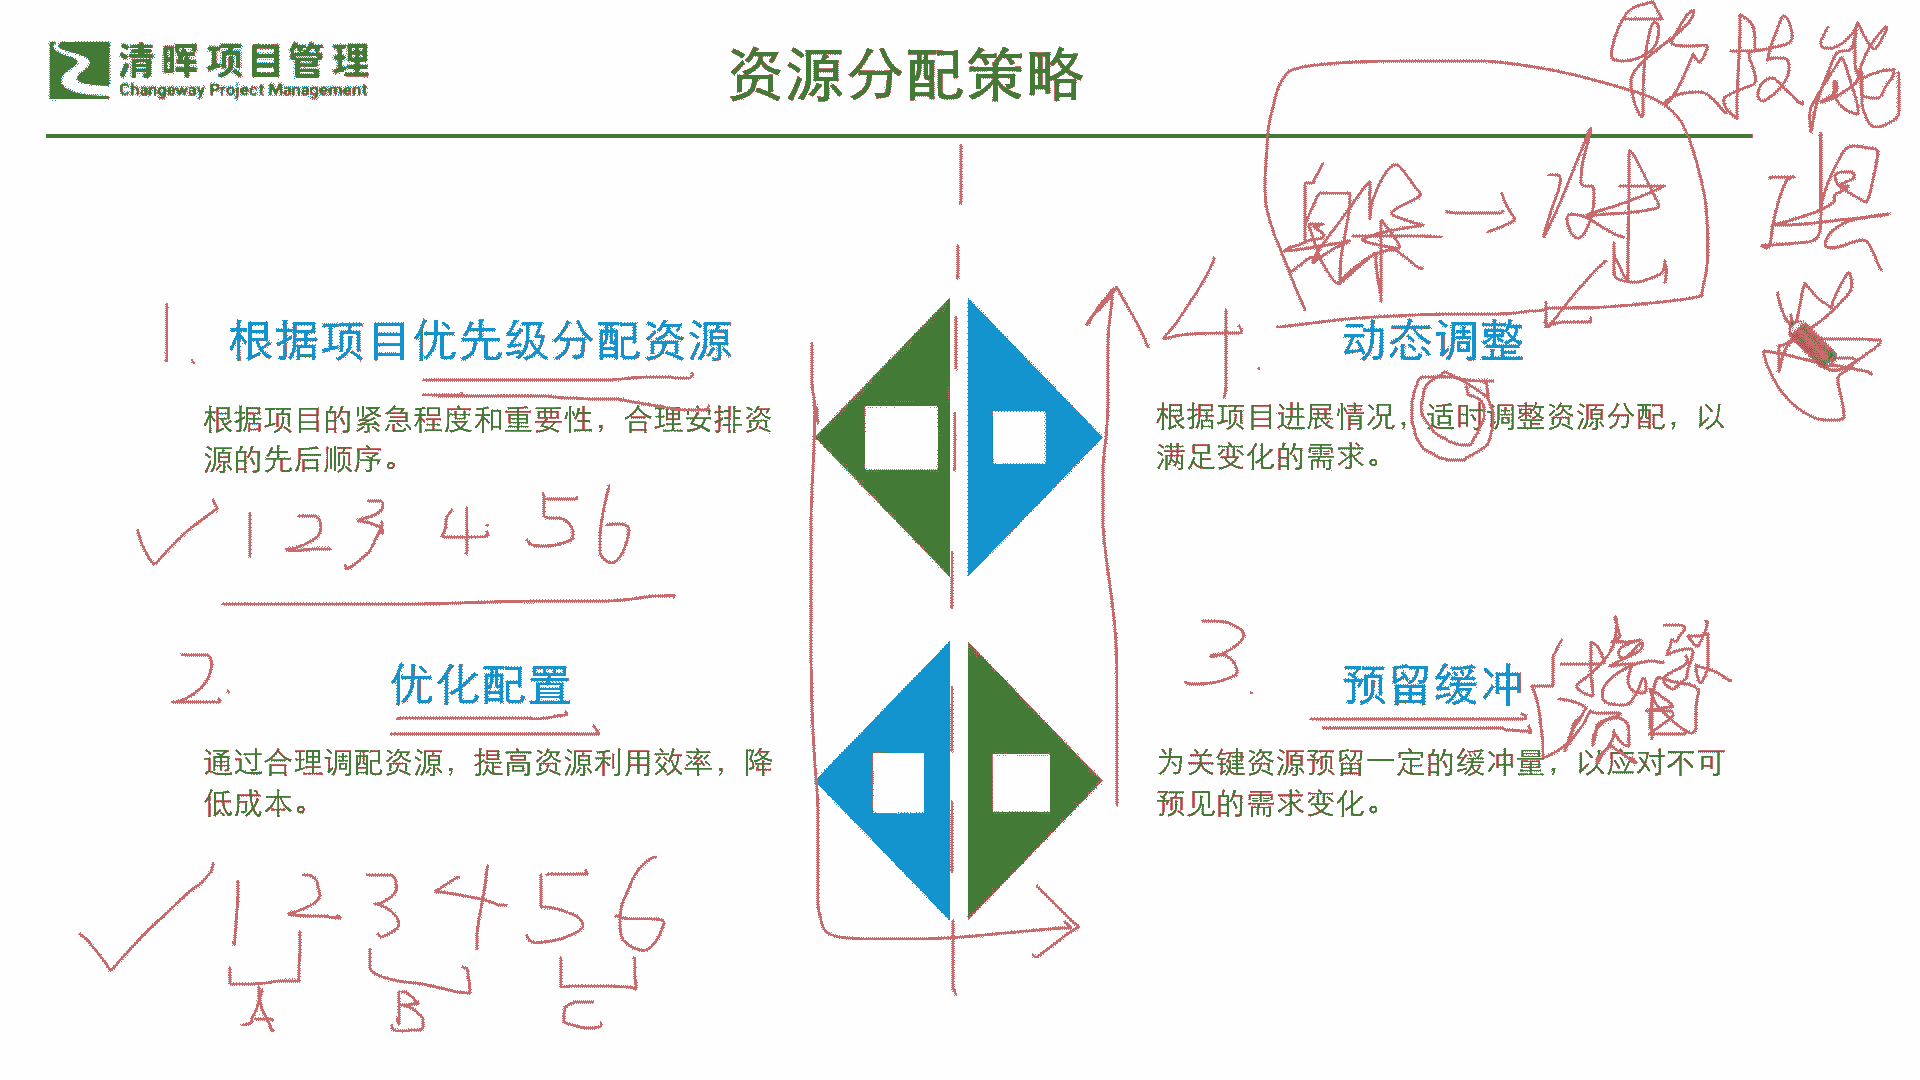 清晖项目管理
Changeway Project Management
资源分配策略
软技能
1.
根据项目优先级分配资源
根据项目的紧急程度和重要性，合理安排资
源的先后顺序。
1 2 3 4. 5 6
4.
动态调整
根据项目进展情况，适时调整资源分配，以
满足变化的需求。
2.
优化配置
通过合理调配资源，提高资源利用效率，降
低成本。
1 2 3 4 5 6
A B C
3.
预留缓冲
为关键资源预留一定的缓冲量，以应对不可
预见的需求变化。